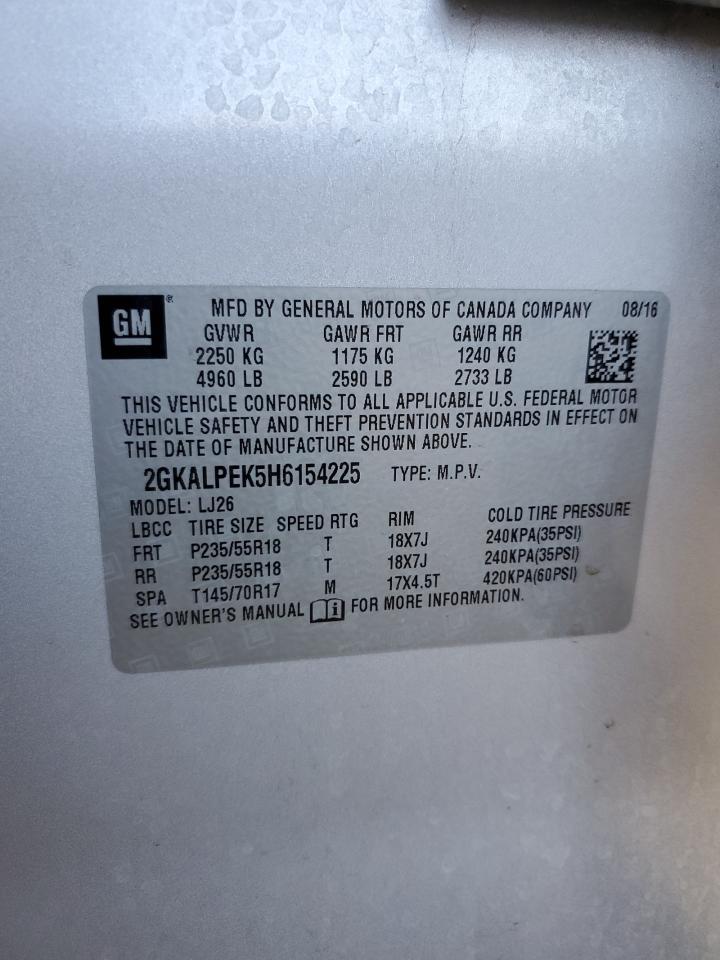 GM ® MFD BY GENERAL MOTORS OF CANADA COMPANY 08/16
GVWR GAWR FRT GAWR RR
2250 KG 1175 KG 1240 KG
4960 LB 2590 LB 2733 LB
THIS VEHICLE CONFORMS TO ALL APPLICABLE U.S. FEDERAL MOTOR
VEHICLE SAFETY AND THEFT PREVENTION STANDARDS IN EFFECT ON
THE DATE OF MANUFACTURE SHOWN ABOVE.
2GKALPEK5H6154225 TYPE: M.P.V.
MODEL: LJ26
LBCC TIRE SIZE SPEED RTG RIM COLD TIRE PRESSURE
FRT P235/55R18 T 18X7J 240KPA(35PSI)
RR P235/55R18 T 18X7J 240KPA(35PSI)
SPA T145/70R17 M 17X4.5T 420KPA(60PSI)
SEE OWNER'S MANUAL FOR MORE INFORMATION.